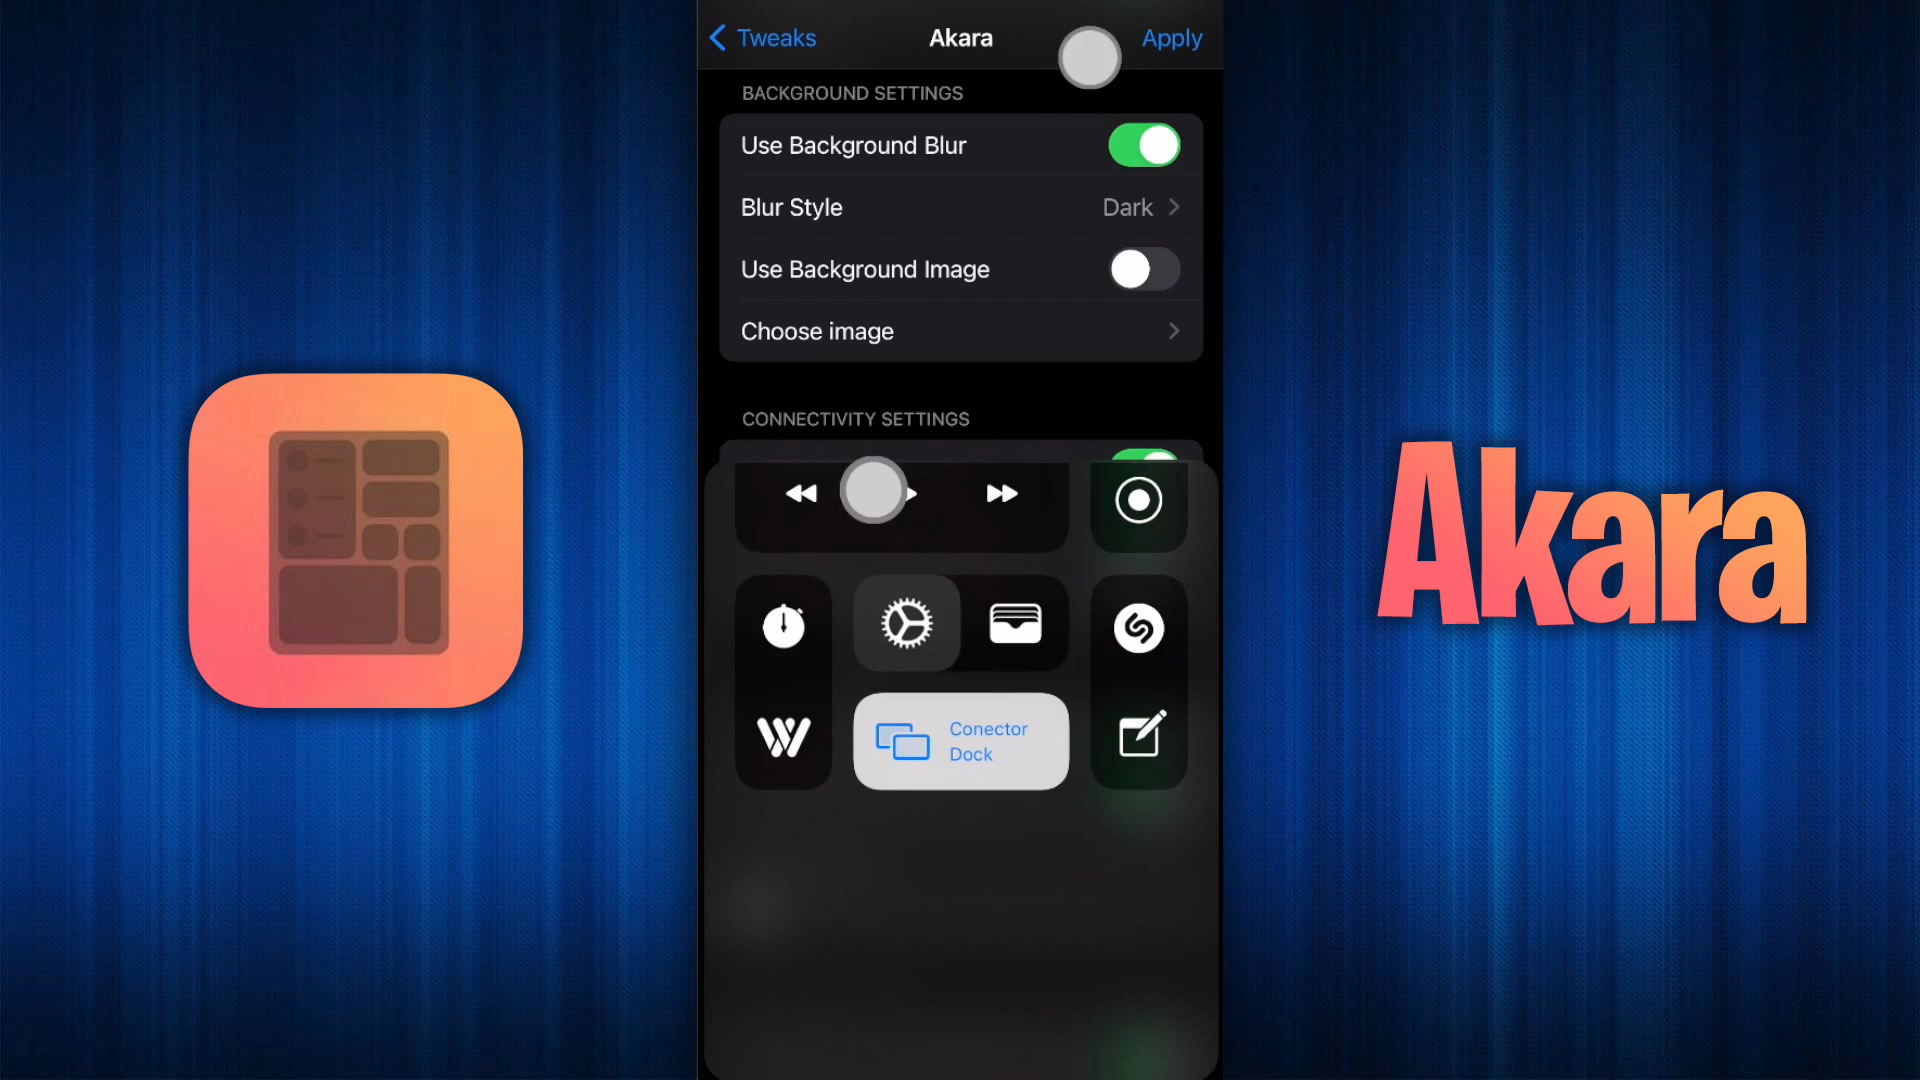 Tweaks
Akara
Apply
BACKGROUND SETTINGS
Use Background Blur
Blur Style
Dark
Use Background Image
Choose image
CONNECTIVITY SETTINGS
Conector
Dock
Akara